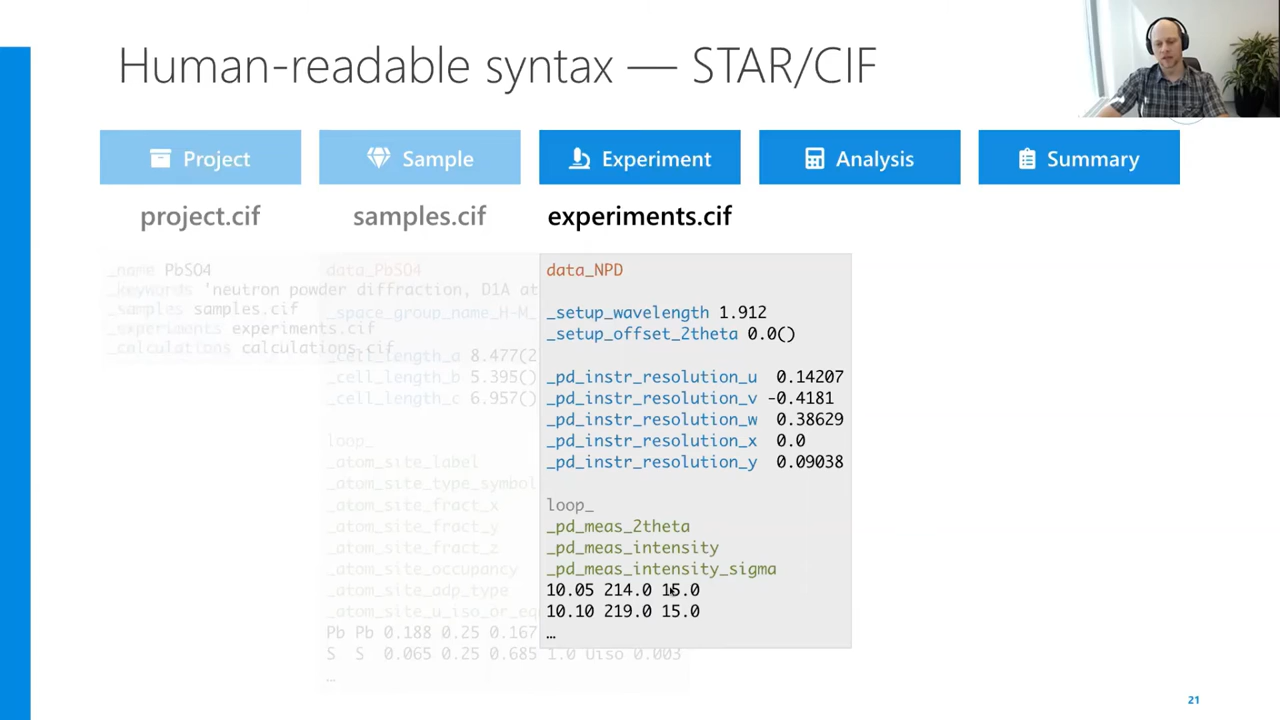 Human-readable syntax — STAR/CIF
Project
Sample
Experiment
Analysis
Summary
project.cif
samples.cif
experiments.cif
_name PbSO4
_keywords 'neutron powder diffraction, D1A at
_samples samples.cif
_experiments experiments.cif
_calculations calculations.cif
data_PbSO4
_space_group_name_H-M_
_cell_length_a 8.477(2
_cell_length_b 5.395()
_cell_length_c 6.957()
loop_
_atom_site_label
_atom_site_type_symbol
_atom_site_fract_x
_atom_site_fract_y
_atom_site_fract_z
_atom_site_occupancy
_atom_site_adp_type
_atom_site_u_iso_or_eq
Pb Pb 0.188 0.25 0.167
S S 0.065 0.25 0.685 1.0 Uiso 0.003
…
data_NPD
_setup_wavelength 1.912
_setup_offset_2theta 0.0()
_pd_instr_resolution_u 0.14207
_pd_instr_resolution_v -0.4181
_pd_instr_resolution_w 0.38629
_pd_instr_resolution_x 0.0
_pd_instr_resolution_y 0.09038
loop_
_pd_meas_2theta
_pd_meas_intensity
_pd_meas_intensity_sigma
10.05 214.0 15.0
10.10 219.0 15.0
…
21